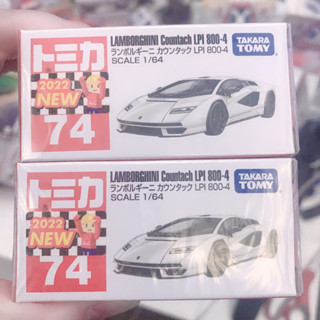 トミカ
LAMBORGHINI Countach LPI 800-4
ランボルギーニ カウンタック LPI 800-4
SCALE 1/64
TAKARA TOMY
2022
NEW
74
トミカ
LAMBORGHINI Countach LPI 800-4
ランボルギーニ カウンタック LPI 800-4
SCALE 1/64
TAKARA TOMY
2022
NEW
74